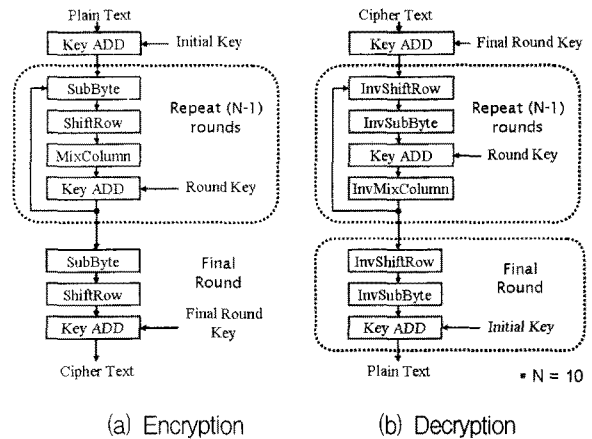 Plain Text
Key ADD
Initial Key
SubByte
ShiftRow
MixColumn
Key ADD
Repeat (N-1)
rounds
Round Key
SubByte
ShiftRow
Key ADD
Final
Round
Final Round
Key
Cipher Text
(a) Encryption
Cipher Text
Key ADD
Final Round Key
InvShiftRow
InvSubByte
Key ADD
InvMixColumn
Repeat (N-1)
rounds
Round Key
InvShiftRow
InvSubByte
Key ADD
Final
Round
Initial Key
Plain Text
* N = 10
(b) Decryption